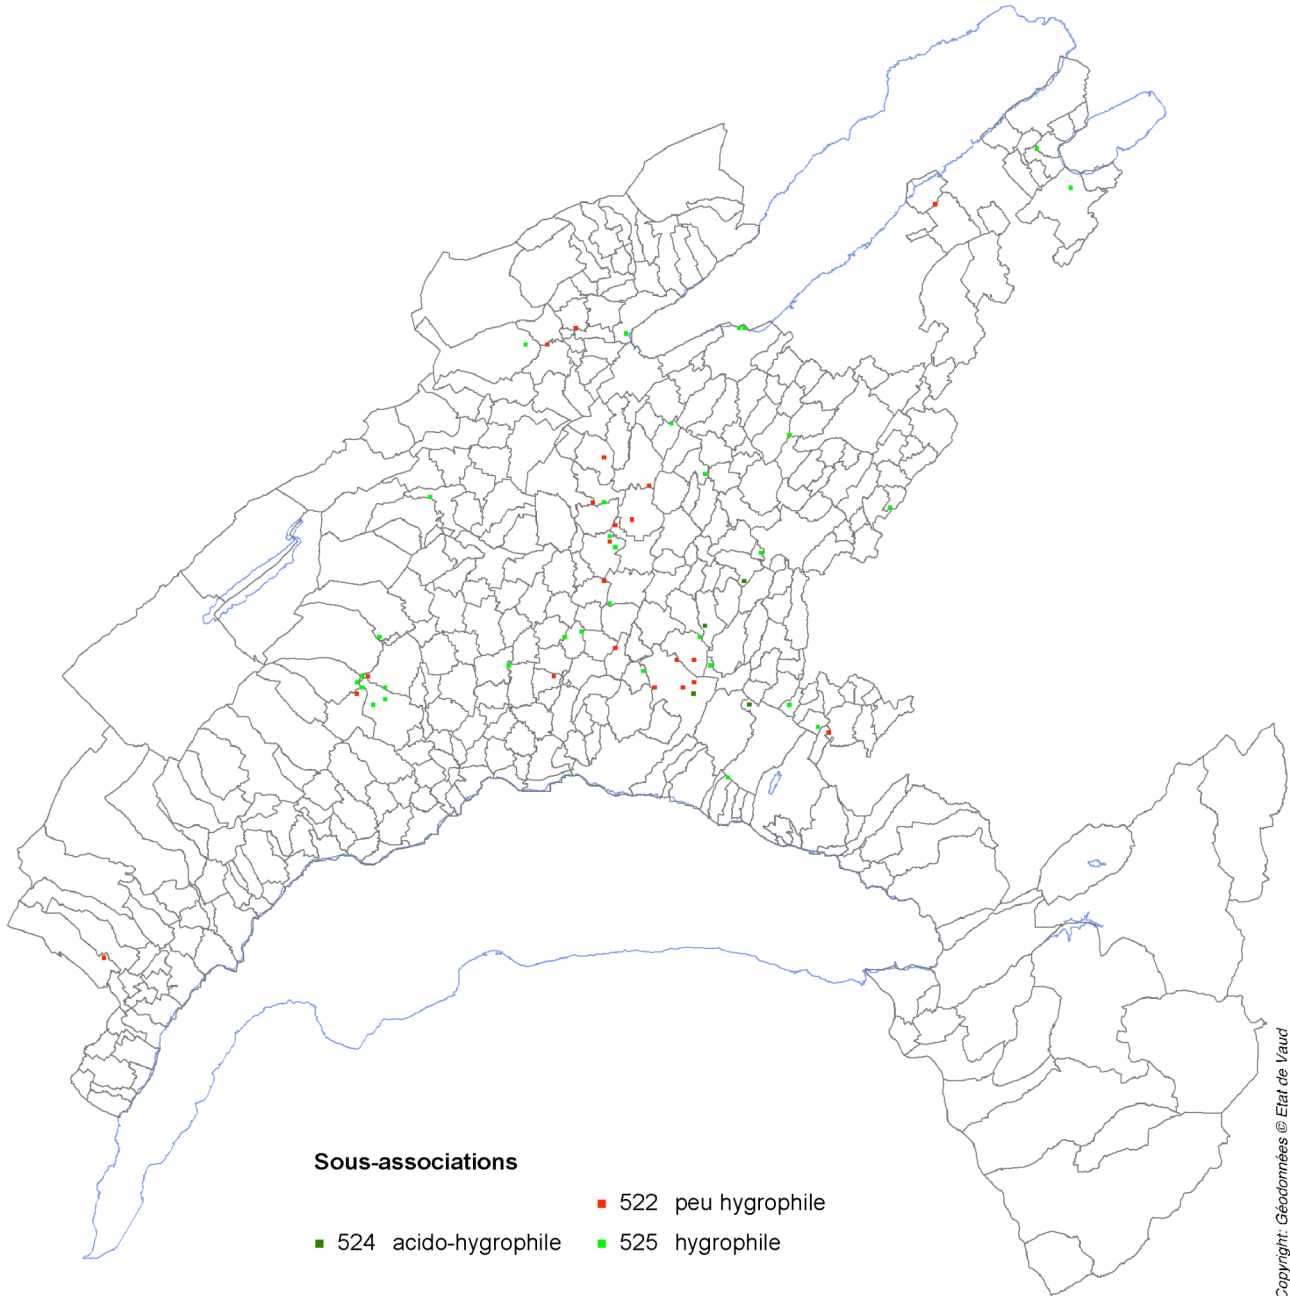 Sous-associations
522 peu hygrophile
524 acido-hygrophile
525 hygrophile
Copyright: Géodonnées © Etat de Vaud